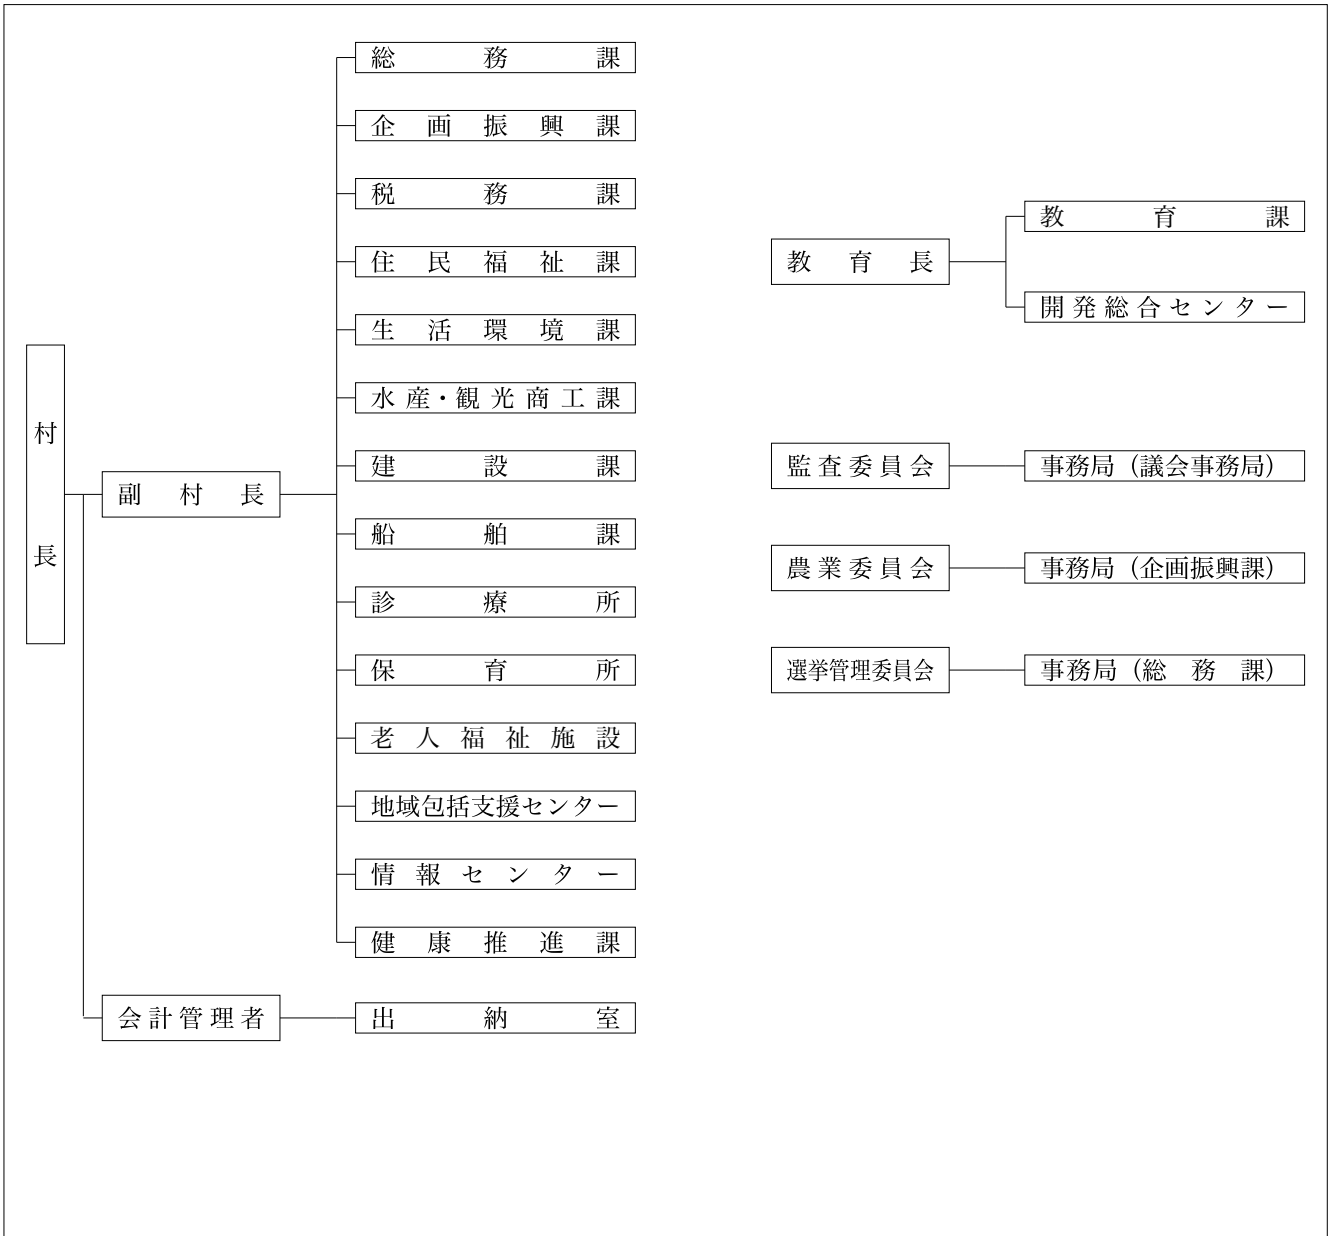 村長
副村長
総務課
企画振興課
税務課
住民福祉課
生活環境課
水産・観光商工課
建設課
船舶課
診療所
保育所
老人福祉施設
地域包括支援センター
情報センター
健康推進課
会計管理者
出納室
教育長
教育課
開発総合センター
監査委員会
事務局（議会事務局）
農業委員会
事務局（企画振興課）
選挙管理委員会
事務局（総務課）